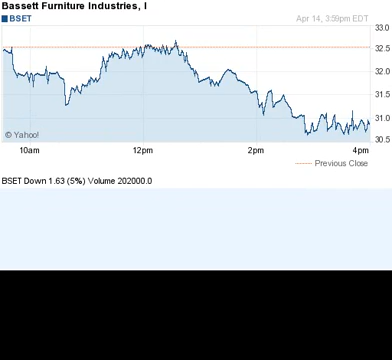 Bassett Furniture Industries, I
BSET
Apr 14, 3:59pm EDT
33.0
32.5
32.0
31.5
31.0
30.5
© Yahoo!
10am 12pm 2pm 4pm
Previous Close
BSET Down 1.63 (5%) Volume 202000.0